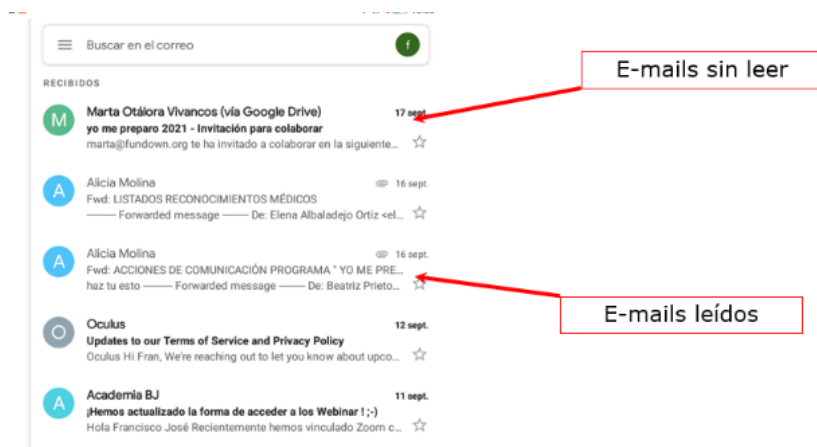 Buscar en el correo
f
RECIBIDOS
E-mails sin leer
M
Marta Otálora Vivancos (vía Google Drive)
17 sept.
yo me preparo 2021 - Invitación para colaborar
marta@fundown.org te ha invitado a colaborar en la siguiente...
A
Alicia Molina
16 sept.
Fwd: LISTADOS RECONOCIMIENTOS MÉDICOS
——— Forwarded message ——— De: Elena Albaladejo Ortiz <el...
A
Alicia Molina
16 sept.
Fwd: ACCIONES DE COMUNICACIÓN PROGRAMA " YO ME PRE...
haz tu esto ——— Forwarded message ——— De: Beatriz Prieto...
E-mails leídos
O
Oculus
12 sept.
Updates to our Terms of Service and Privacy Policy
Oculus Hi Fran, We're reaching out to let you know about upco...
A
Academia BJ
11 sept.
¡Hemos actualizado la forma de acceder a los Webinar ! ;-)
Hola Francisco José Recientemente hemos vinculado Zoom c...